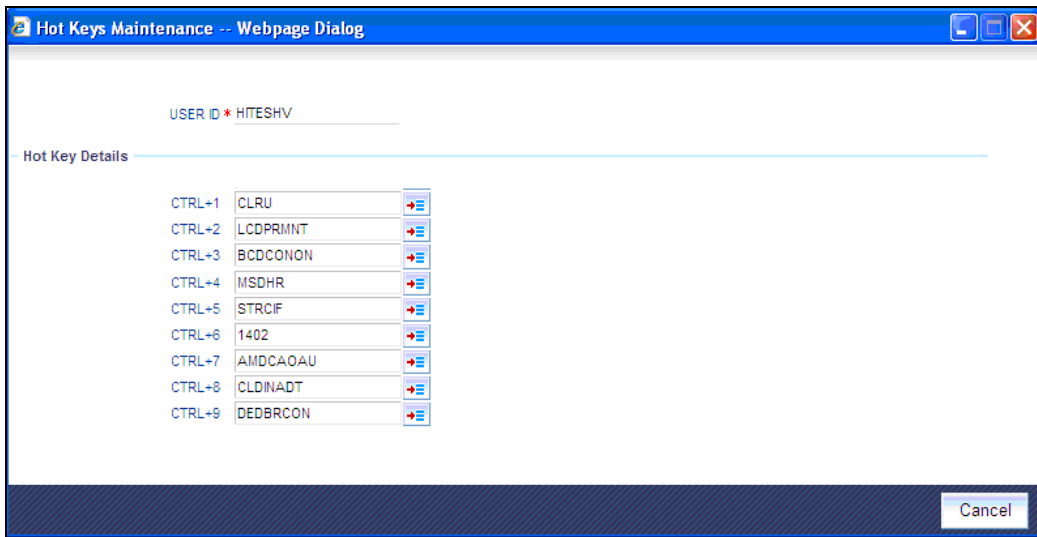 Hot Keys Maintenance -- Webpage Dialog
USER ID * HITESHV
Hot Key Details
CTRL+1 CLRU
CTRL+2 LCDPRMNT
CTRL+3 BCDCONON
CTRL+4 MSDHR
CTRL+5 STRCIF
CTRL+6 1402
CTRL+7 AMDCAOAU
CTRL+8 CLDINADT
CTRL+9 DEDBRCON
Cancel